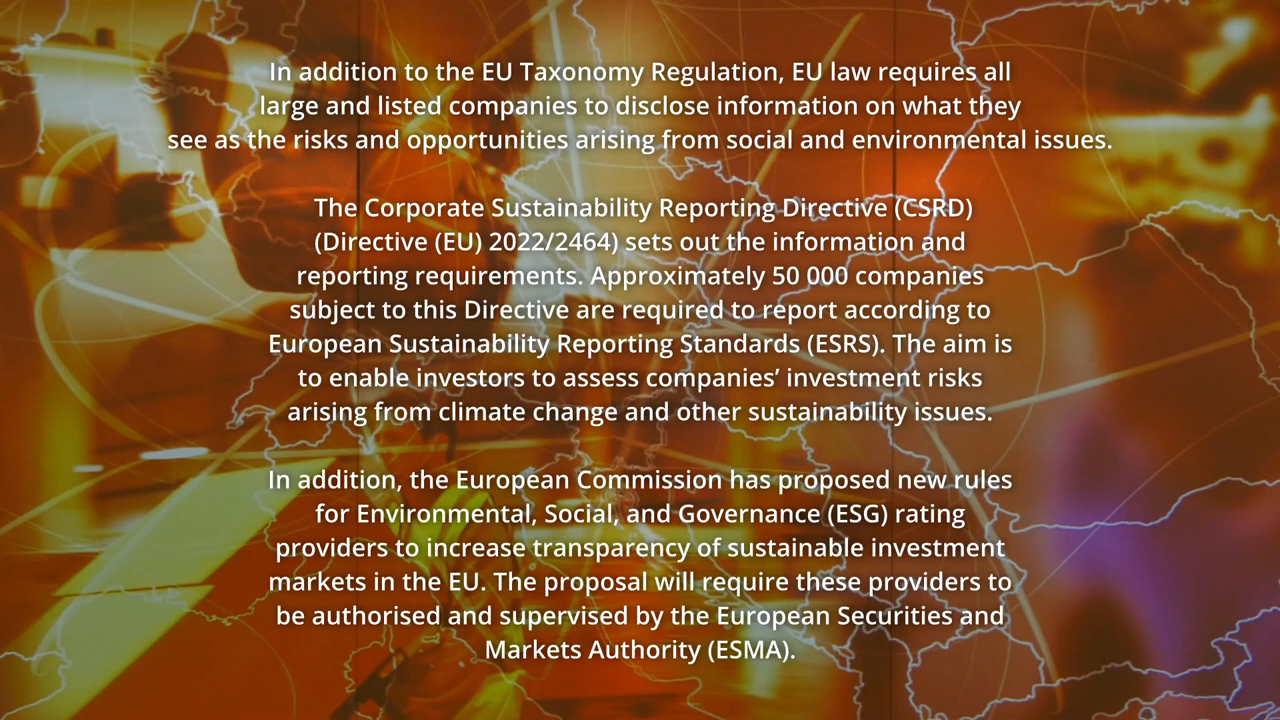 In addition to the EU Taxonomy Regulation, EU law requires all
large and listed companies to disclose information on what they
see as the risks and opportunities arising from social and environmental issues.
The Corporate Sustainability Reporting Directive (CSRD)
(Directive (EU) 2022/2464) sets out the information and
reporting requirements. Approximately 50 000 companies
subject to this Directive are required to report according to
European Sustainability Reporting Standards (ESRS). The aim is
to enable investors to assess companies’ investment risks
arising from climate change and other sustainability issues.
In addition, the European Commission has proposed new rules
for Environmental, Social, and Governance (ESG) rating
providers to increase transparency of sustainable investment
markets in the EU. The proposal will require these providers to
be authorised and supervised by the European Securities and
Markets Authority (ESMA).